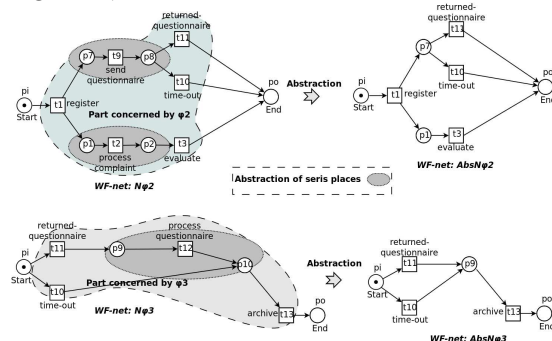 returned-
questionnaire
t11
p7
t9
p8
send
questionnaire
t10
time-out
po
End
pi
Start
t1
register
Part concerned by φ2
p1
t2
p2
t3
process
complaint
evaluate
WF-net: Nφ2
Abstraction
returned-
questionnaire
t11
p7
t10
time-out
po
End
pi
Start
t1
register
p1
t3
evaluate
WF-net: AbsNφ2
Abstraction of seris places
returned-
questionnaire
process
questionnaire
pi
Start
t11
p9
t12
p10
Part concerned by φ3
t10
time-out
WF-net: Nφ3
archive
t13
po
End
Abstraction
returned-
questionnaire
t11
p9
pi
Start
t10
time-out
archive
t13
po
End
WF-net: AbsNφ3